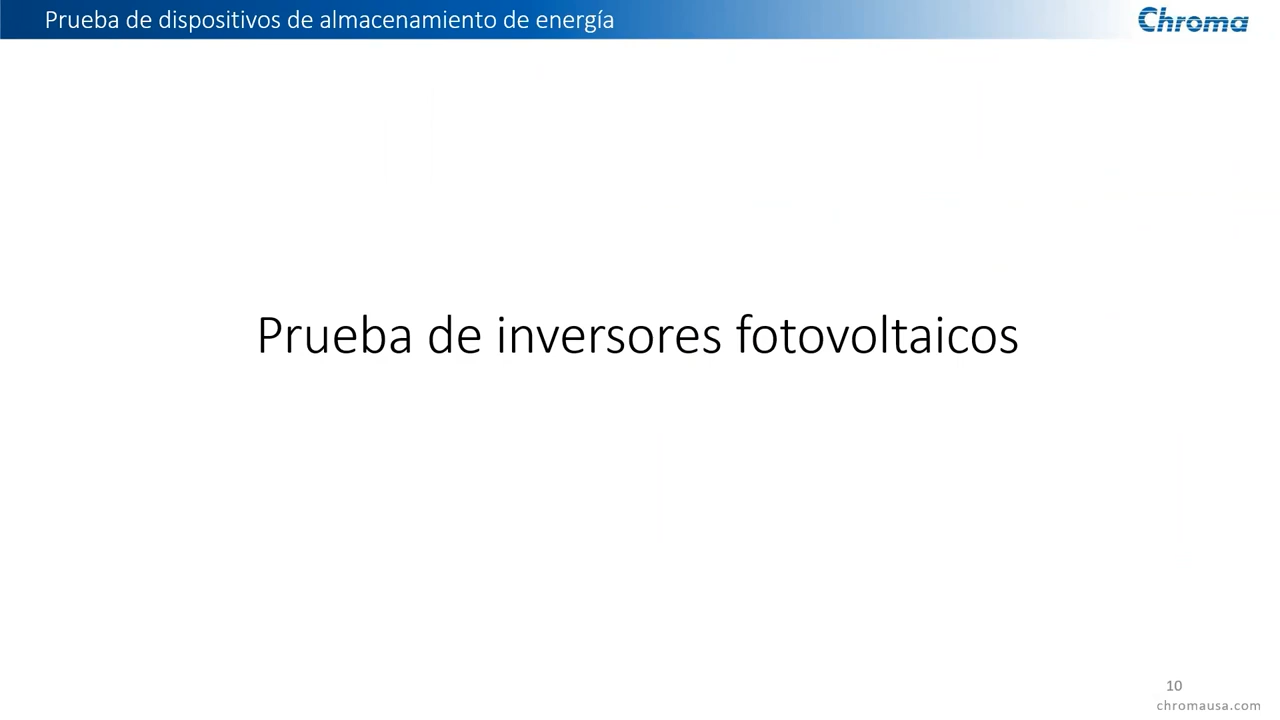 Prueba de dispositivos de almacenamiento de energía
Chroma
Prueba de inversores fotovoltaicos
10
chromausa.com